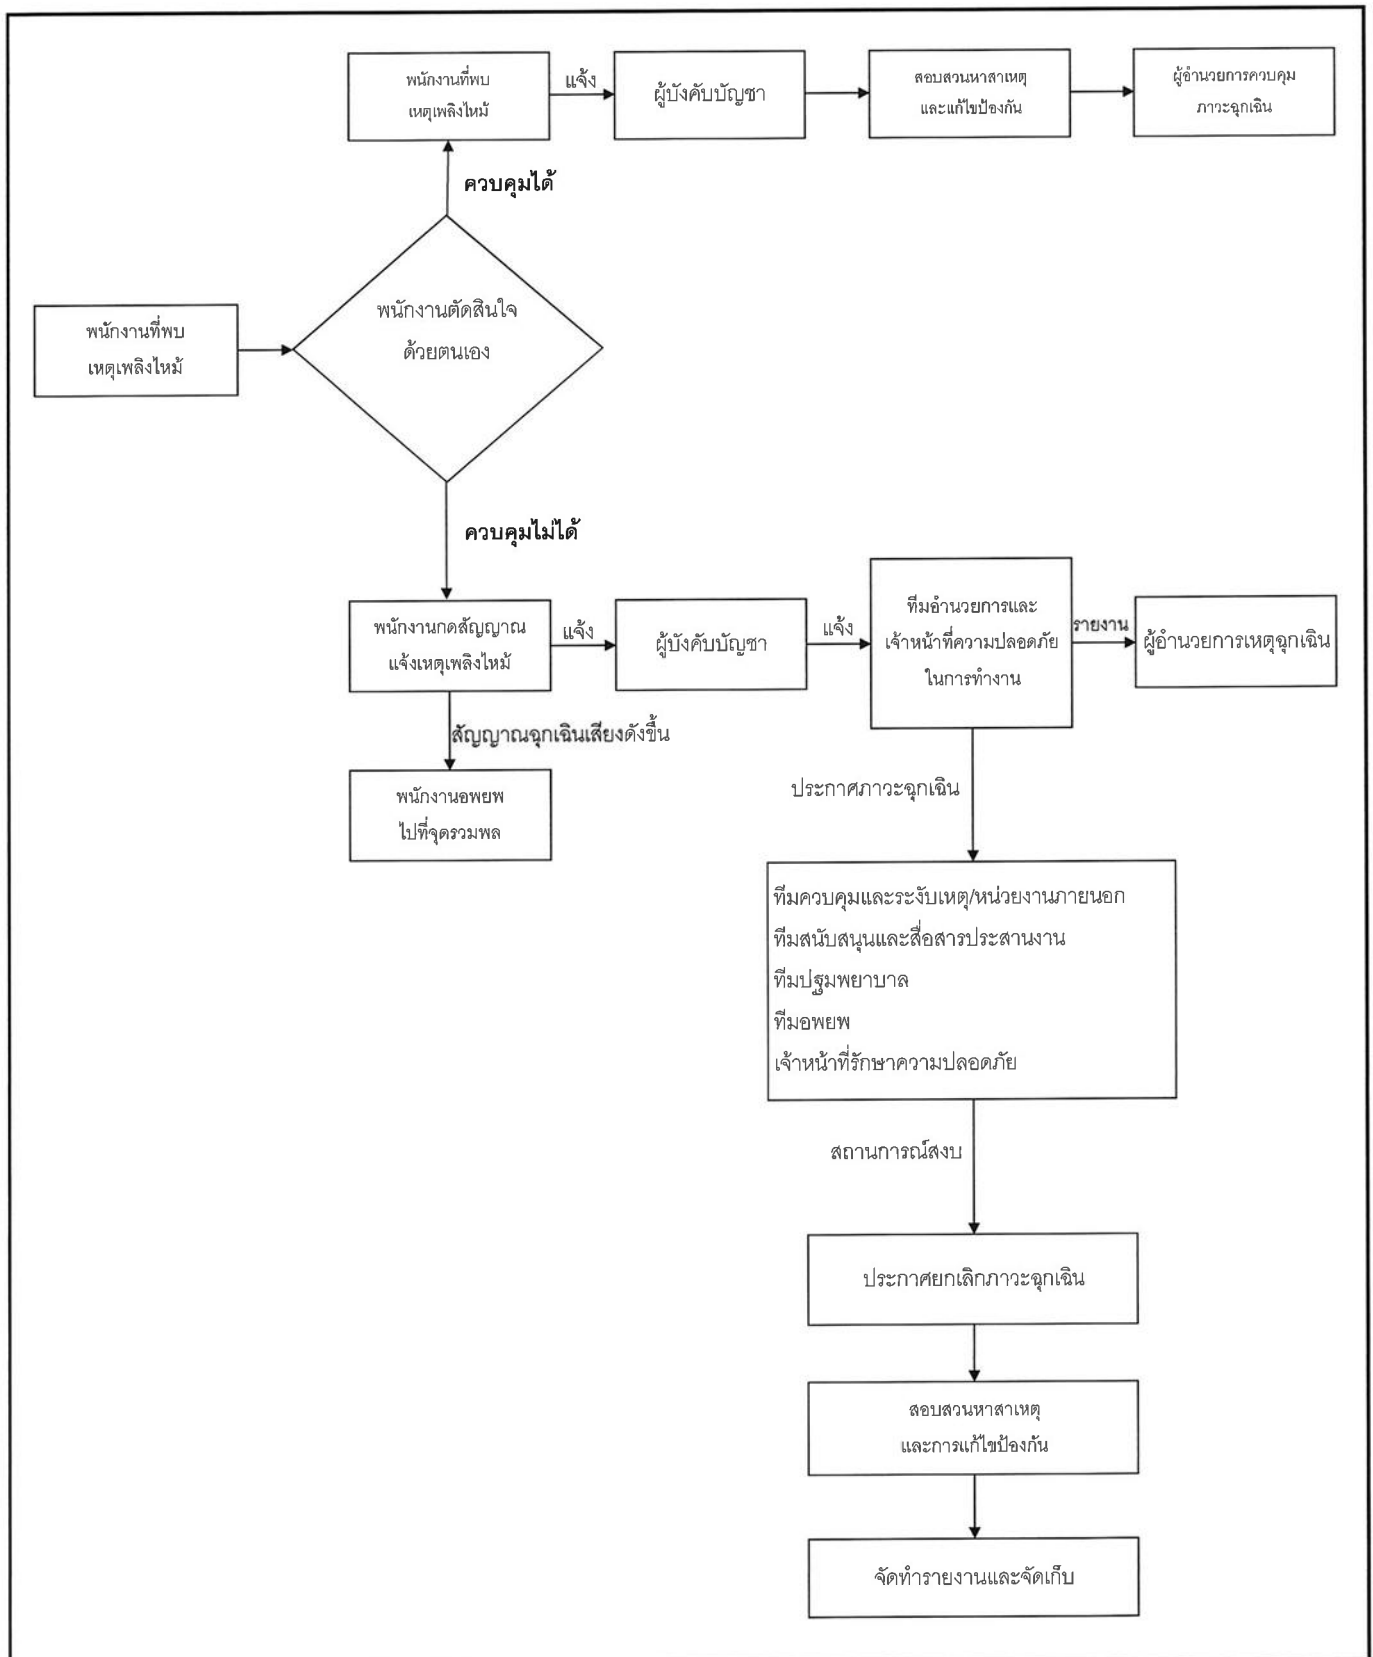 พนักงานที่พบ
เหตุเพลิงไหม้
แจ้ง
ผู้บังคับบัญชา
สอบสวนหาสาเหตุ
และแก้ไขป้องกัน
ผู้อำนวยการควบคุม
ภาวะฉุกเฉิน
ควบคุมได้
พนักงานที่พบ
เหตุเพลิงไหม้
พนักงานตัดสินใจ
ด้วยตนเอง
ควบคุมไม่ได้
พนักงานกดสัญญาณ
แจ้งเหตุเพลิงไหม้
แจ้ง
ผู้บังคับบัญชา
แจ้ง
ทีมอำนวยการและ
เจ้าหน้าที่ความปลอดภัย
ในการทำงาน
รายงาน
ผู้อำนวยการเหตุฉุกเฉิน
สัญญาณฉุกเฉินเสียงดังขึ้น
พนักงานอพยพ
ไปที่จุดรวมพล
ประกาศภาวะฉุกเฉิน
ทีมควบคุมและระงับเหตุ/หน่วยงานภายนอก
ทีมสนับสนุนและสื่อสารประสานงาน
ทีมปฐมพยาบาล
ทีมอพยพ
เจ้าหน้าที่รักษาความปลอดภัย
สถานการณ์สงบ
ประกาศยกเลิกภาวะฉุกเฉิน
สอบสวนหาสาเหตุ
และการแก้ไขป้องกัน
จัดทำรายงานและจัดเก็บ